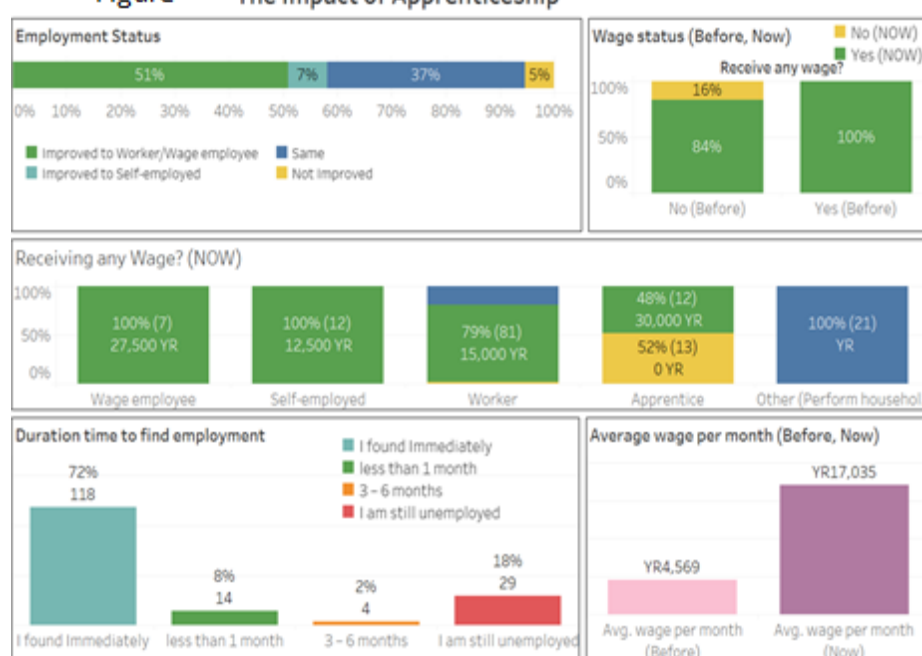 Figure The Impact of Apprenticeship
Employment Status
51% 7% 37% 5%
0% 10% 20% 30% 40% 50% 60% 70% 80% 90% 100%
Improved to Worker/Wage employee Same
Improved to Self-employed Not Improved
Wage status (Before, Now)
No (NOW)
Yes (NOW)
Receive any wage?
100%
50%
0%
16%
84%
100%
No (Before) Yes (Before)
Receiving any Wage? (NOW)
100%
50%
0%
100% (7)
27,500 YR
100% (12)
12,500 YR
79% (81)
15,000 YR
48% (12)
30,000 YR
52% (13)
0 YR
100% (21)
YR
Wage employee Self-employed Worker Apprentice Other (Perform househol
Duration time to find employment
I found Immediately
less than 1 month
3 – 6 months
I am still unemployed
72%
118
8%
14
2%
4
18%
29
I found Immediately less than 1 month 3 – 6 months I am still unemployed
Average wage per month (Before, Now)
YR4,569
YR17,035
Avg. wage per month
(Before)
Avg. wage per month
(Now)